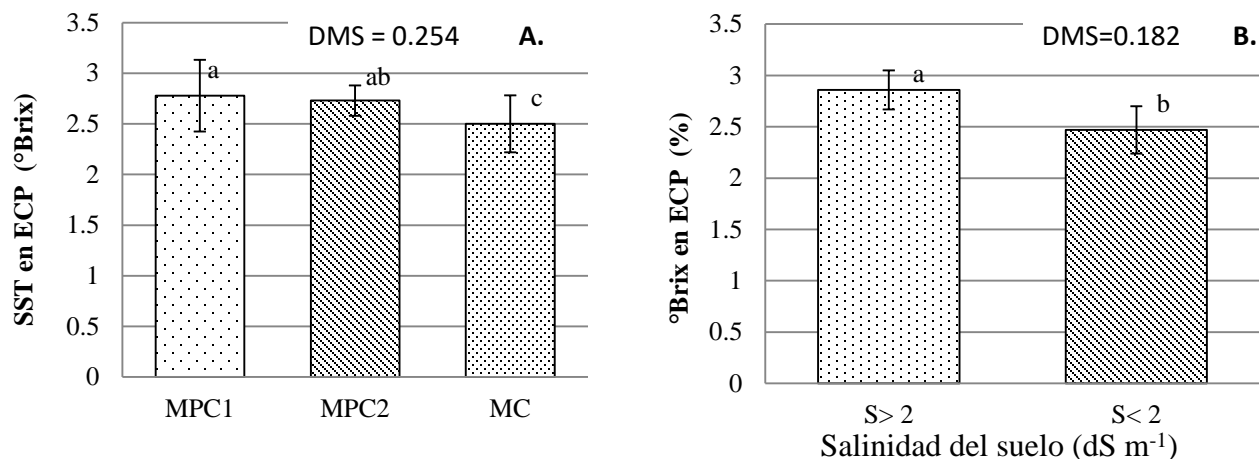 DMS = 0.254 A.
SST en ECP (°Brix)
3.5
3
2.5
2
1.5
1
0.5
0
a
ab
c
MPC1 MPC2 MC
DMS=0.182 B.
°Brix en ECP (%)
3.5
3
2.5
2
1.5
1
0.5
0
a
b
S> 2 S< 2
Salinidad del suelo (dS m⁻¹)